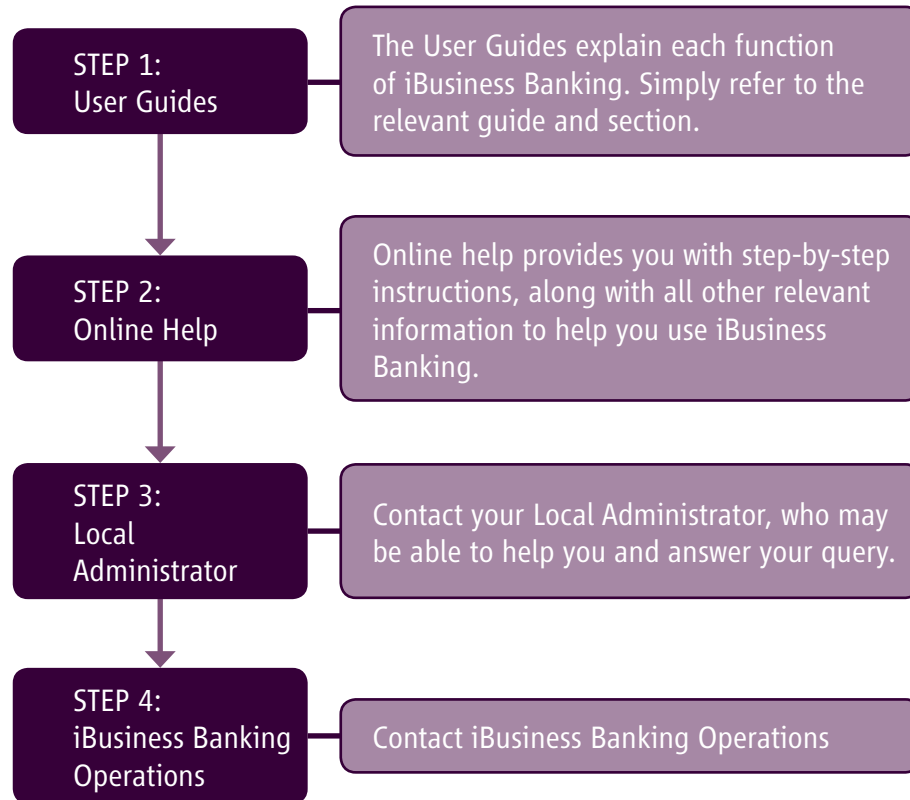 STEP 1:
User Guides
The User Guides explain each function
of iBusiness Banking. Simply refer to the
relevant guide and section.
STEP 2:
Online Help
Online help provides you with step-by-step
instructions, along with all other relevant
information to help you use iBusiness
Banking.
STEP 3:
Local
Administrator
Contact your Local Administrator, who may
be able to help you and answer your query.
STEP 4:
iBusiness Banking
Operations
Contact iBusiness Banking Operations